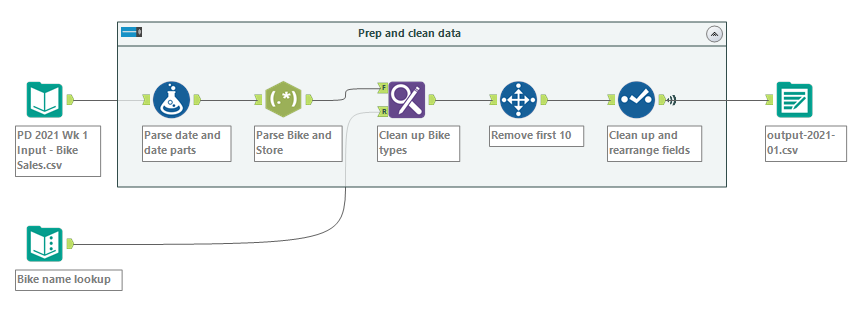 Prep and clean data
(.*)
F
R
PD 2021 Wk 1
Input - Bike
Sales.csv
Parse date and
date parts
Parse Bike and
Store
Clean up Bike
types
Remove first 10
Clean up and
rearrange fields
output-2021-
01.csv
Bike name lookup